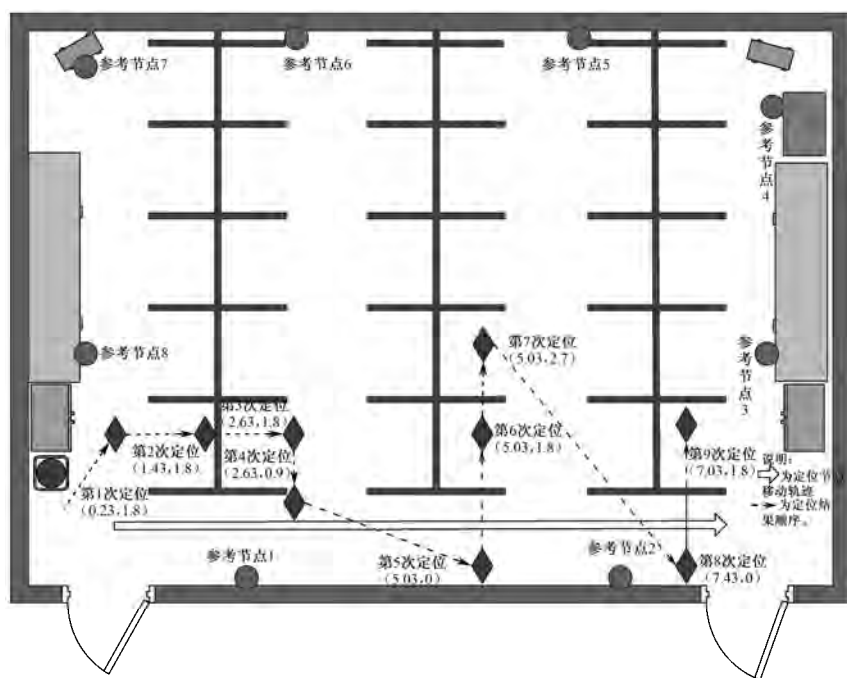 参考节点7
参考节点6
参考节点5
参考节点4
参考节点8
第7次定位
(5.03,2.7)
参考节点3
第3次定位
(2.63,1.8)
第2次定位
(1.43,1.8)
第4次定位
(2.63,0.9)
第6次定位
(5.03,1.8)
第9次定位
(7.03,1.8)
说明:
为定位节
移动轨迹
为定位结
果顺序。
第1次定位
(0.23,1.8)
参考节点1
第5次定位
(5.03,0)
参考节点2
第8次定位
(7.43,0)